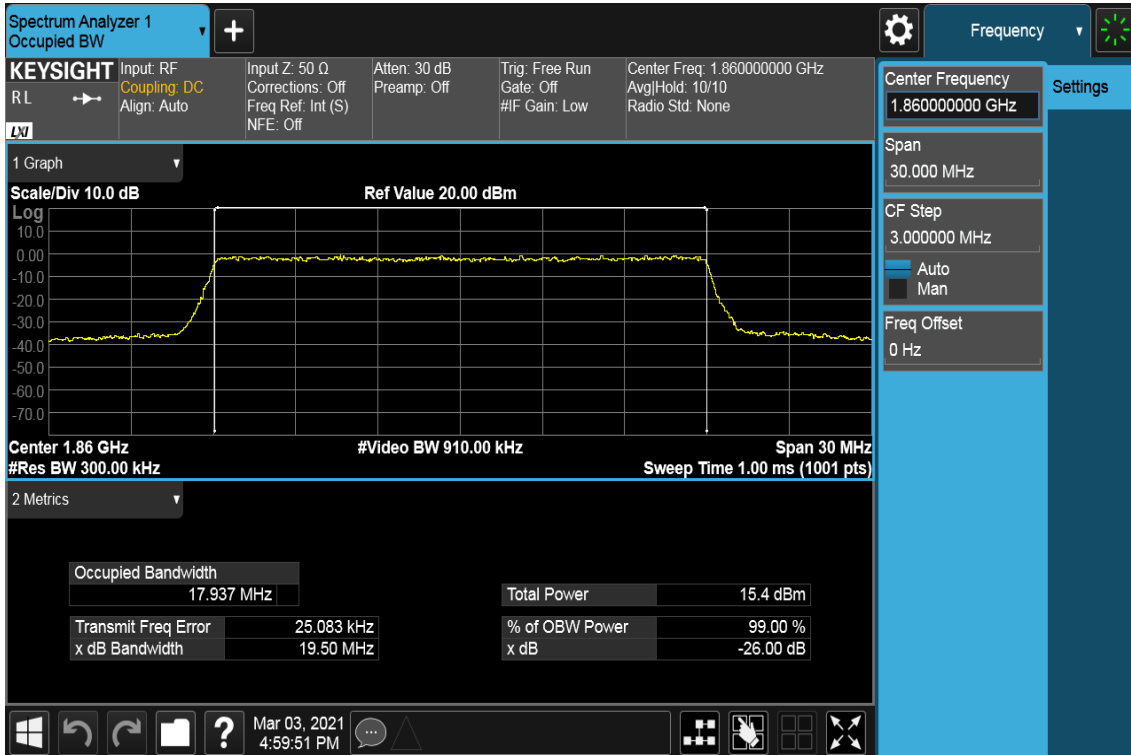 Spectrum Analyzer 1
Occupied BW
+
Frequency
KEYSIGHT
R L
LXI
Input: RF
Coupling: DC
Align: Auto
Input Z: 50 Ω
Corrections: Off
Freq Ref: Int (S)
NFE: Off
Atten: 30 dB
Preamp: Off
Trig: Free Run
Gate: Off
#IF Gain: Low
Center Freq: 1.860000000 GHz
Avg|Hold: 10/10
Radio Std: None
Center Frequency
1.860000000 GHz
Settings
Span
30.000 MHz
CF Step
3.000000 MHz
Auto
Man
Freq Offset
0 Hz
1 Graph
Scale/Div 10.0 dB
Ref Value 20.00 dBm
Log
10.0
0.00
-10.0
-20.0
-30.0
-40.0
-50.0
-60.0
-70.0
Center 1.86 GHz
#Video BW 910.00 kHz
Span 30 MHz
#Res BW 300.00 kHz
Sweep Time 1.00 ms (1001 pts)
2 Metrics
Occupied Bandwidth
17.937 MHz
Total Power 15.4 dBm
Transmit Freq Error 25.083 kHz
% of OBW Power 99.00 %
x dB Bandwidth 19.50 MHz
x dB -26.00 dB
?
Mar 03, 2021
4:59:51 PM